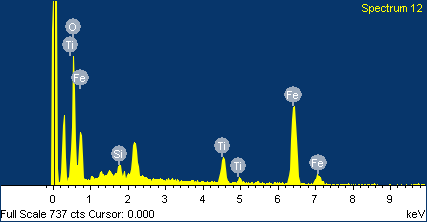 Spectrum 12
O
Ti
Fe
Si
Ti
Ti
Fe
Fe
0 1 2 3 4 5 6 7 8 9
Full Scale 737 cts Cursor: 0.000 keV